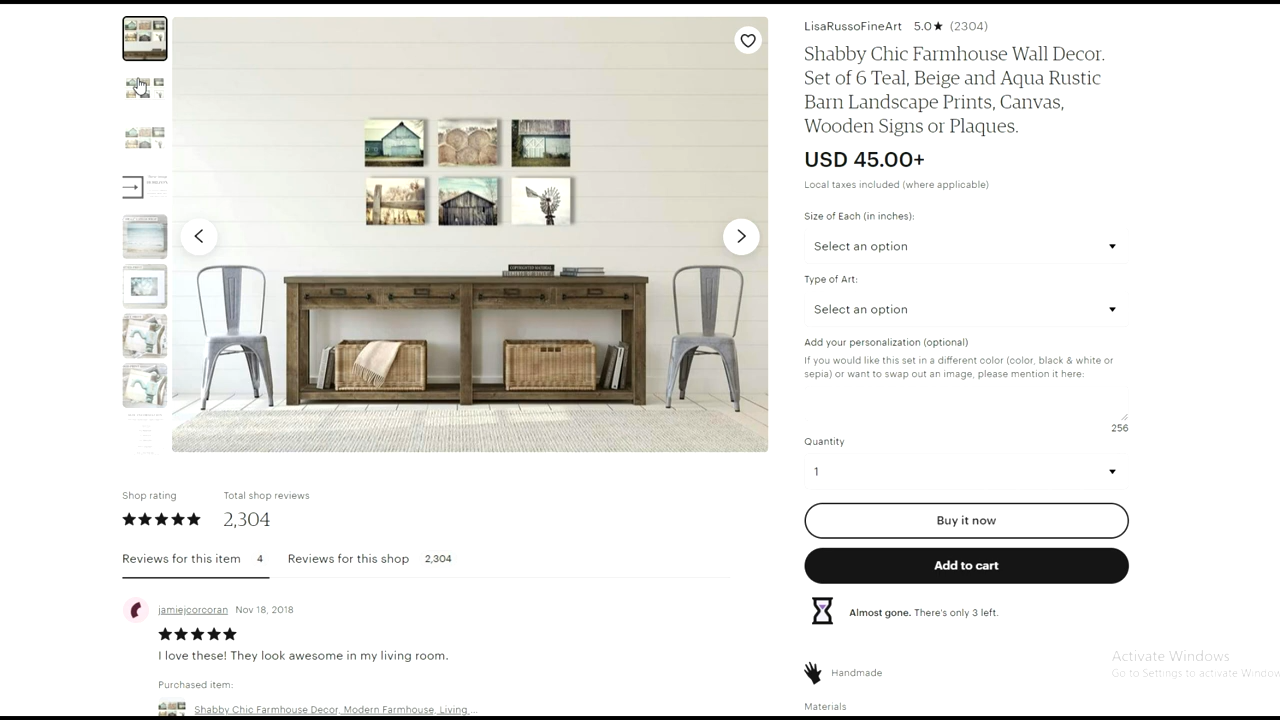 LisaRussoFineArt 5.0★ (2304)
Shabby Chic Farmhouse Wall Decor.
Set of 6 Teal, Beige and Aqua Rustic
Barn Landscape Prints, Canvas,
Wooden Signs or Plaques.
USD 45.00+
Local taxes included (where applicable)
Size of Each (in inches):
Select an option
Type of Art:
Select an option
Add your personalization (optional)
If you would like this set in a different color (color, black & white or
sepia) or want to swap out an image, please mention it here:
256
Quantity
1
Buy it now
Add to cart
Almost gone. There's only 3 left.
Handmade
Materials
Shop rating
Total shop reviews
2,304
Reviews for this item 4
Reviews for this shop 2,304
jamiejcorcoran Nov 18, 2018
I love these! They look awesome in my living room.
Purchased item:
Shabby Chic Farmhouse Decor, Modern Farmhouse, Living ...
Activate Windows
Go to Settings to activate Window